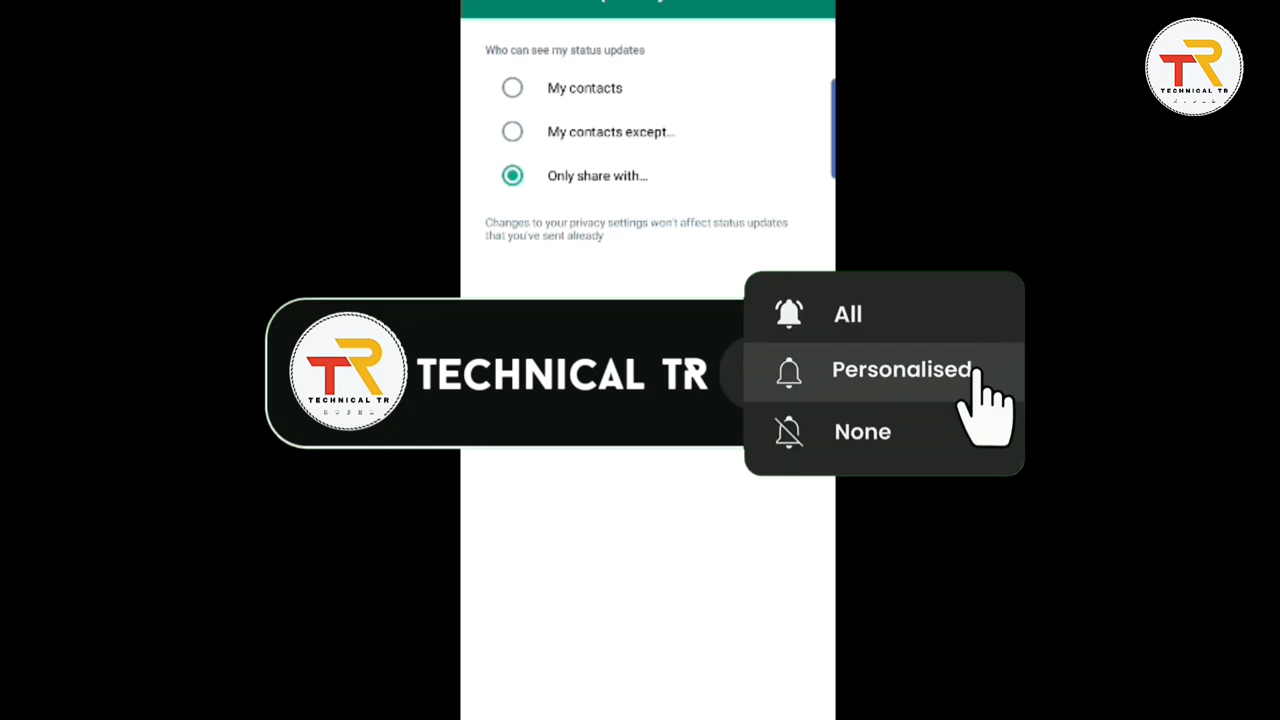 Who can see my status updates
My contacts
My contacts except...
Only share with...
Changes to your privacy settings won't affect status updates
that you've sent already
TECHNICAL TR
TECHNICAL TR
KUBEL
TECHNICAL TR
All
Personalised
None